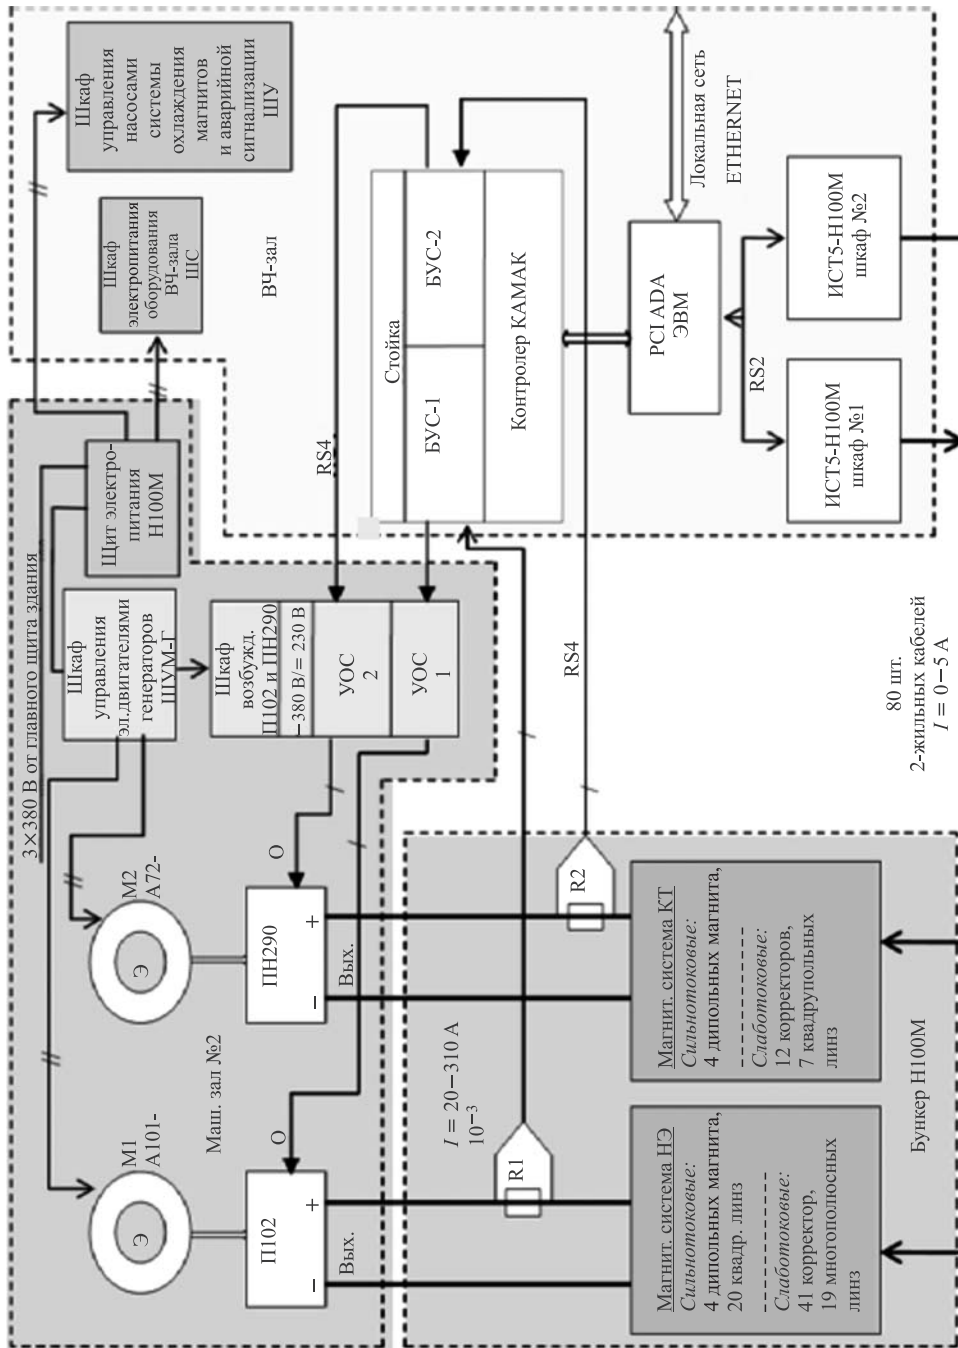 3×380 В от главного щита здания
Щит электро-
питания
Н100М
Шкаф
управления
насосами
системы
охлаждения
магнитов
и аварийной
сигнализации
ШУ
Шкаф
электропитания
оборудования
ВЧ-зала
ШС
ВЧ-зал
Шкаф
управления
эл.двигателями
генераторов
ШУМ-Г
Шкаф
возбужд.
П102 и ПН290
~380 В/= 230 В
УОС
2
УОС
1
М1
А101-
Э
М2
А72-
Э
Маш. зал №2
П102
+
−
Вых.
О
ПН290
+
−
Вых.
О
RS4
Стойка
БУС-1
БУС-2
Контролер КАМАК
PCI ADA
ЭВМ
Локальная сеть
ETHERNET
RS2
ИСТ5-Н100М
шкаф №1
ИСТ5-Н100М
шкаф №2
RS4
I = 20−310 А
10−3
R1
R2
Магнит. система НЭ
Сильнотоковые:
4 дипольных магнита,
20 квадр. линз
Слаботоковые:
41 корректор,
19 многополюсных
линз
Магнит. система КТ
Сильнотоковые:
4 дипольных магнита,
Слаботоковые:
12 корректоров,
7 квадрупольных
линз
Бункер Н100М
80 шт.
2-жильных кабелей
I = 0−5 А